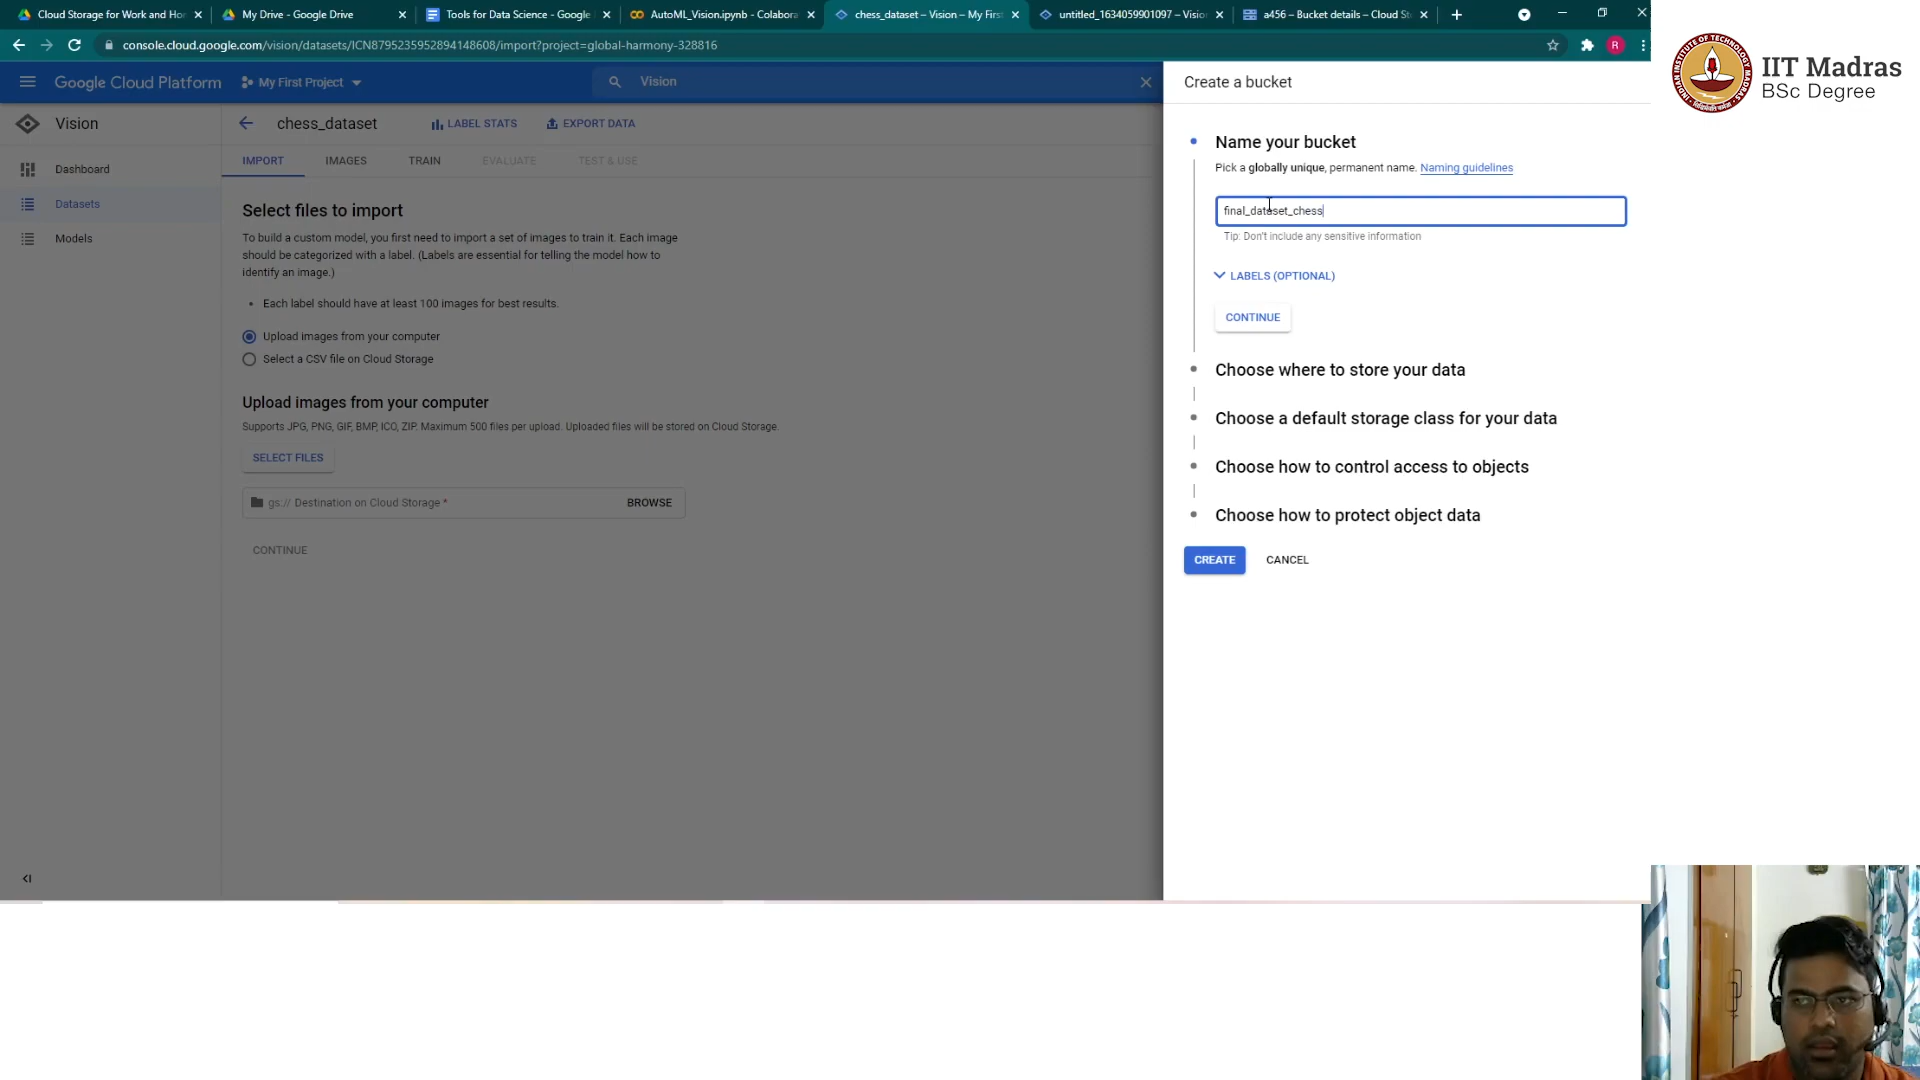 Cloud Storage for Work and Ho
My Drive - Google Drive
Tools for Data Science - Google
AutoML_Vision.ipynb - Colabora
chess_dataset – Vision – My Firs
untitled_1634059901097 – Visio
a456 – Bucket details – Cloud St
console.cloud.google.com/vision/datasets/ICN8795235952894148608/import?project=global-harmony-328816
R
Google Cloud Platform
My First Project
Vision
Vision
Dashboard
Datasets
Models
chess_dataset
LABEL STATS
EXPORT DATA
IMPORT
IMAGES
TRAIN
EVALUATE
TEST & USE
Select files to import
To build a custom model, you first need to import a set of images to train it. Each image
should be categorized with a label. (Labels are essential for telling the model how to
identify an image.)
• Each label should have at least 100 images for best results.
Upload images from your computer
Select a CSV file on Cloud Storage
Upload images from your computer
Supports JPG, PNG, GIF, BMP, ICO, ZIP. Maximum 500 files per upload. Uploaded files will be stored on Cloud Storage.
SELECT FILES
gs:// Destination on Cloud Storage *
BROWSE
CONTINUE
Create a bucket
Name your bucket
Pick a globally unique, permanent name. Naming guidelines
final_dataset_chess
Tip: Don't include any sensitive information
LABELS (OPTIONAL)
CONTINUE
Choose where to store your data
Choose a default storage class for your data
Choose how to control access to objects
Choose how to protect object data
CREATE
CANCEL
IIT Madras
BSc Degree